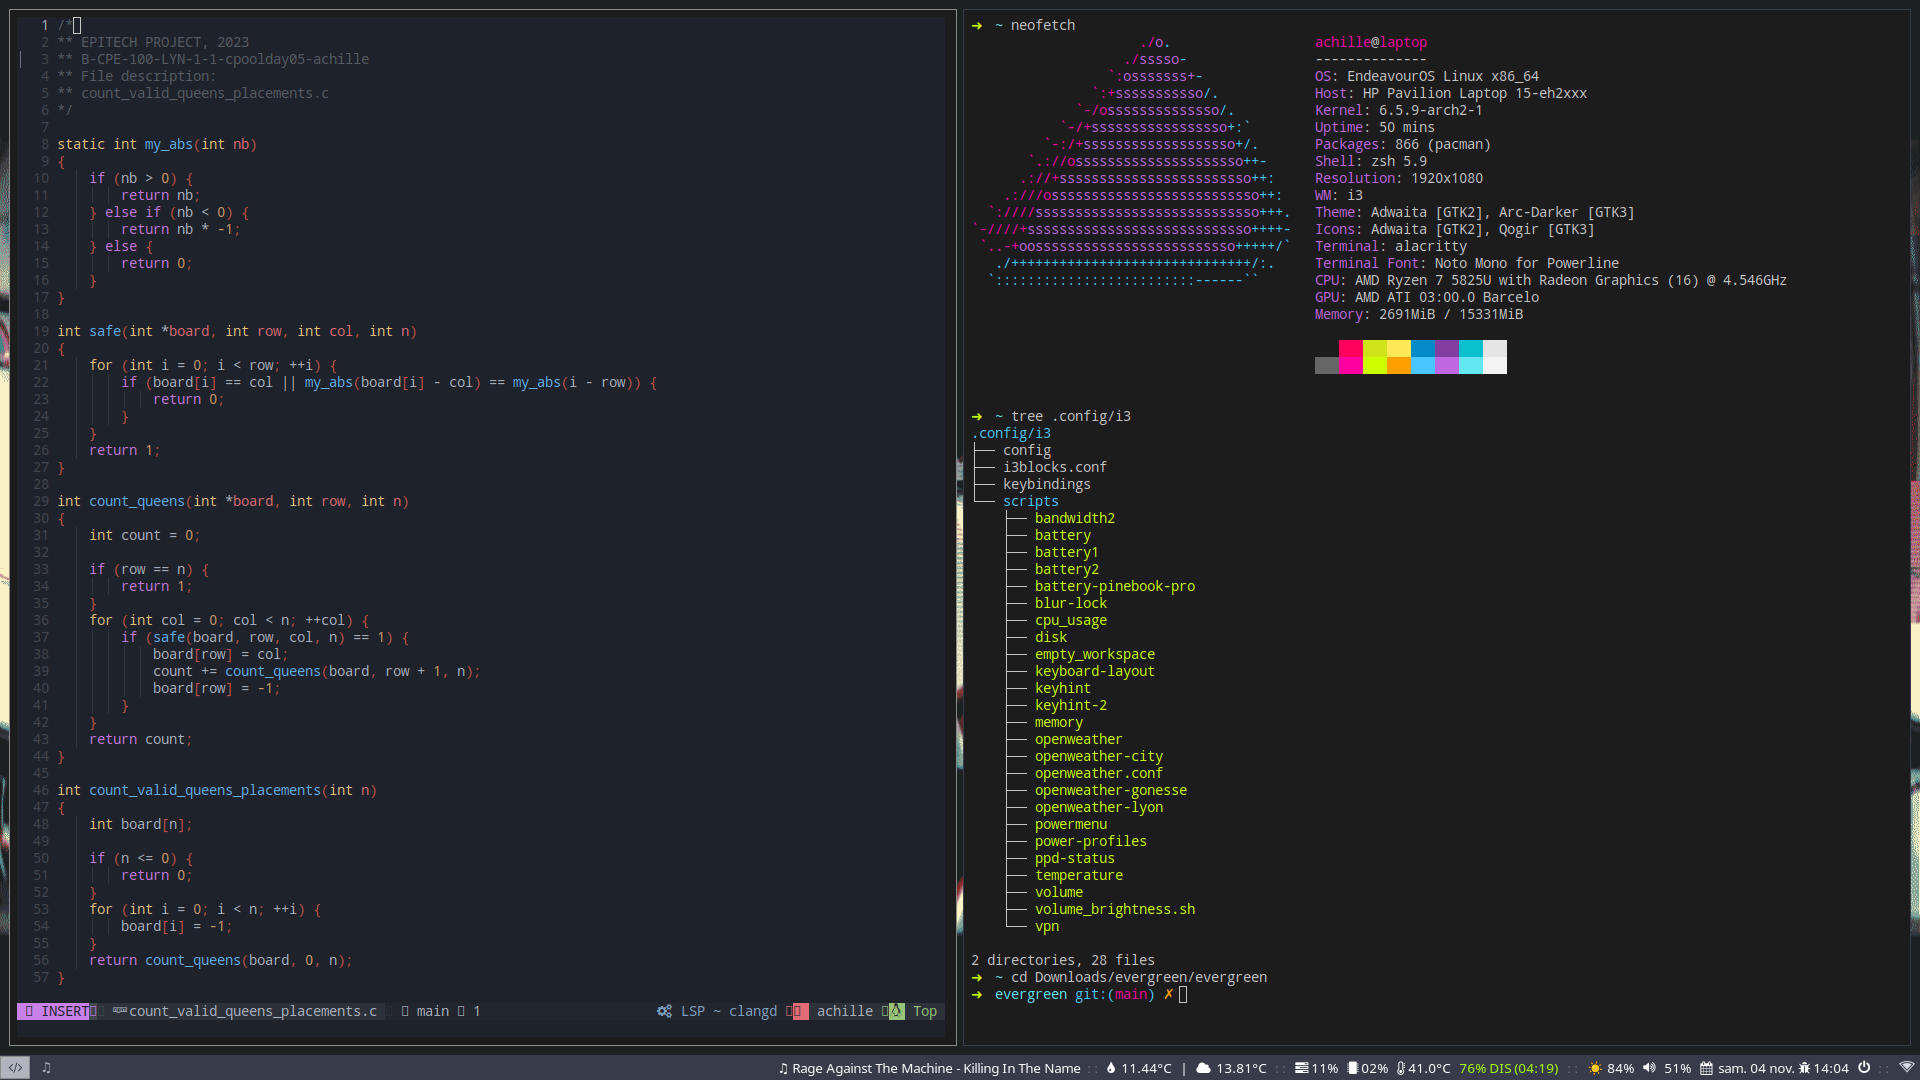 1 /*
2 ** EPITECH PROJECT, 2023
3 ** B-CPE-100-LYN-1-1-cpoolday05-achille
4 ** File description:
5 ** count_valid_queens_placements.c
6 */
7
8 static int my_abs(int nb)
9 {
10     if (nb > 0) {
11         return nb;
12     } else if (nb < 0) {
13         return nb * -1;
14     } else {
15         return 0;
16     }
17 }
18
19 int safe(int *board, int row, int col, int n)
20 {
21     for (int i = 0; i < row; ++i) {
22         if (board[i] == col || my_abs(board[i] - col) == my_abs(i - row)) {
23             return 0;
24         }
25     }
26     return 1;
27 }
28
29 int count_queens(int *board, int row, int n)
30 {
31     int count = 0;
32
33     if (row == n) {
34         return 1;
35     }
36     for (int col = 0; col < n; ++col) {
37         if (safe(board, row, col, n) == 1) {
38             board[row] = col;
39             count += count_queens(board, row + 1, n);
40             board[row] = -1;
41         }
42     }
43     return count;
44 }
45
46 int count_valid_queens_placements(int n)
47 {
48     int board[n];
49
50     if (n <= 0) {
51         return 0;
52     }
53     for (int i = 0; i < n; ++i) {
54         board[i] = -1;
55     }
56     return count_queens(board, 0, n);
57 }
INSERT count_valid_queens_placements.c main 1 LSP ~ clangd achille Top
➜ ~ neofetch
./o.
./sssso-
`:osssssss+-
`:+sssssssssso/.
`-/ossssssssssssso/.
`-/+sssssssssssssssso+:`
`-:/+sssssssssssssssssso+/.
`.://osssssssssssssssssssso++-
.://+ssssssssssssssssssssssso++:
.:///ossssssssssssssssssssssssso++:
`:////ssssssssssssssssssssssssssso+++.
`-////+ssssssssssssssssssssssssssso++++-
`..-+oosssssssssssssssssssssssso+++++/`
./++++++++++++++++++++++++++++++/:.
`:::::::::::::::::::::::::------``
achille@laptop
--------------
OS: EndeavourOS Linux x86_64
Host: HP Pavilion Laptop 15-eh2xxx
Kernel: 6.5.9-arch2-1
Uptime: 50 mins
Packages: 866 (pacman)
Shell: zsh 5.9
Resolution: 1920x1080
WM: i3
Theme: Adwaita [GTK2], Arc-Darker [GTK3]
Icons: Adwaita [GTK2], Qogir [GTK3]
Terminal: alacritty
Terminal Font: Noto Mono for Powerline
CPU: AMD Ryzen 7 5825U with Radeon Graphics (16) @ 4.546GHz
GPU: AMD ATI 03:00.0 Barcelo
Memory: 2691MiB / 15331MiB
➜ ~ tree .config/i3
.config/i3
├── config
├── i3blocks.conf
├── keybindings
└── scripts
    ├── bandwidth2
    ├── battery
    ├── battery1
    ├── battery2
    ├── battery-pinebook-pro
    ├── blur-lock
    ├── cpu_usage
    ├── disk
    ├── empty_workspace
    ├── keyboard-layout
    ├── keyhint
    ├── keyhint-2
    ├── memory
    ├── openweather
    ├── openweather-city
    ├── openweather.conf
    ├── openweather-gonesse
    ├── openweather-lyon
    ├── powermenu
    ├── power-profiles
    ├── ppd-status
    ├── temperature
    ├── volume
    ├── volume_brightness.sh
    └── vpn
2 directories, 28 files
➜ ~ cd Downloads/evergreen/evergreen
➜ evergreen git:(main) ✗
</> ♫ ♫ Rage Against The Machine - Killing In The Name :: 11.44°C | 13.81°C :: 11% 02% 41.0°C 76% DIS (04:19) :: 84% 51% sam. 04 nov. 14:04 ::